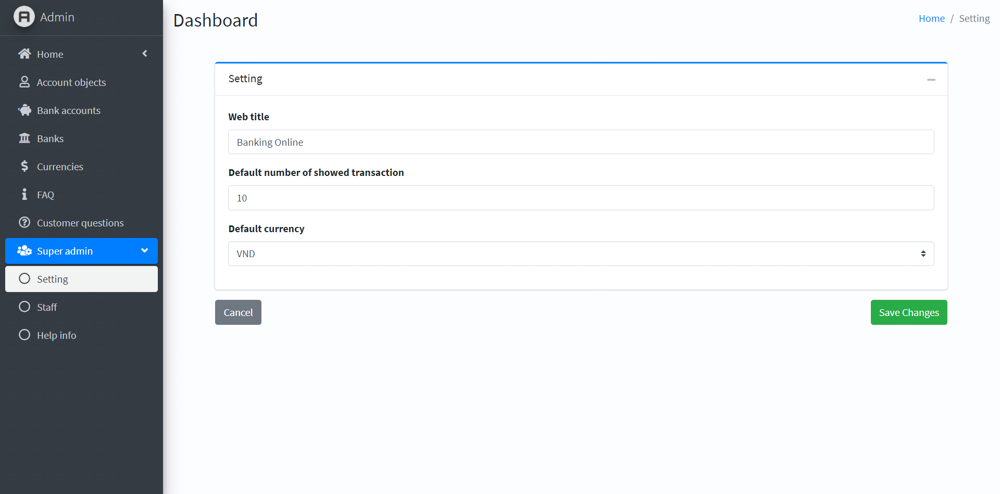 Admin
Home
Account objects
Bank accounts
Banks
Currencies
FAQ
Customer questions
Super admin
Setting
Staff
Help info
Dashboard
Home / Setting
Setting
Web title
Banking Online
Default number of showed transaction
10
Default currency
VND
Cancel
Save Changes